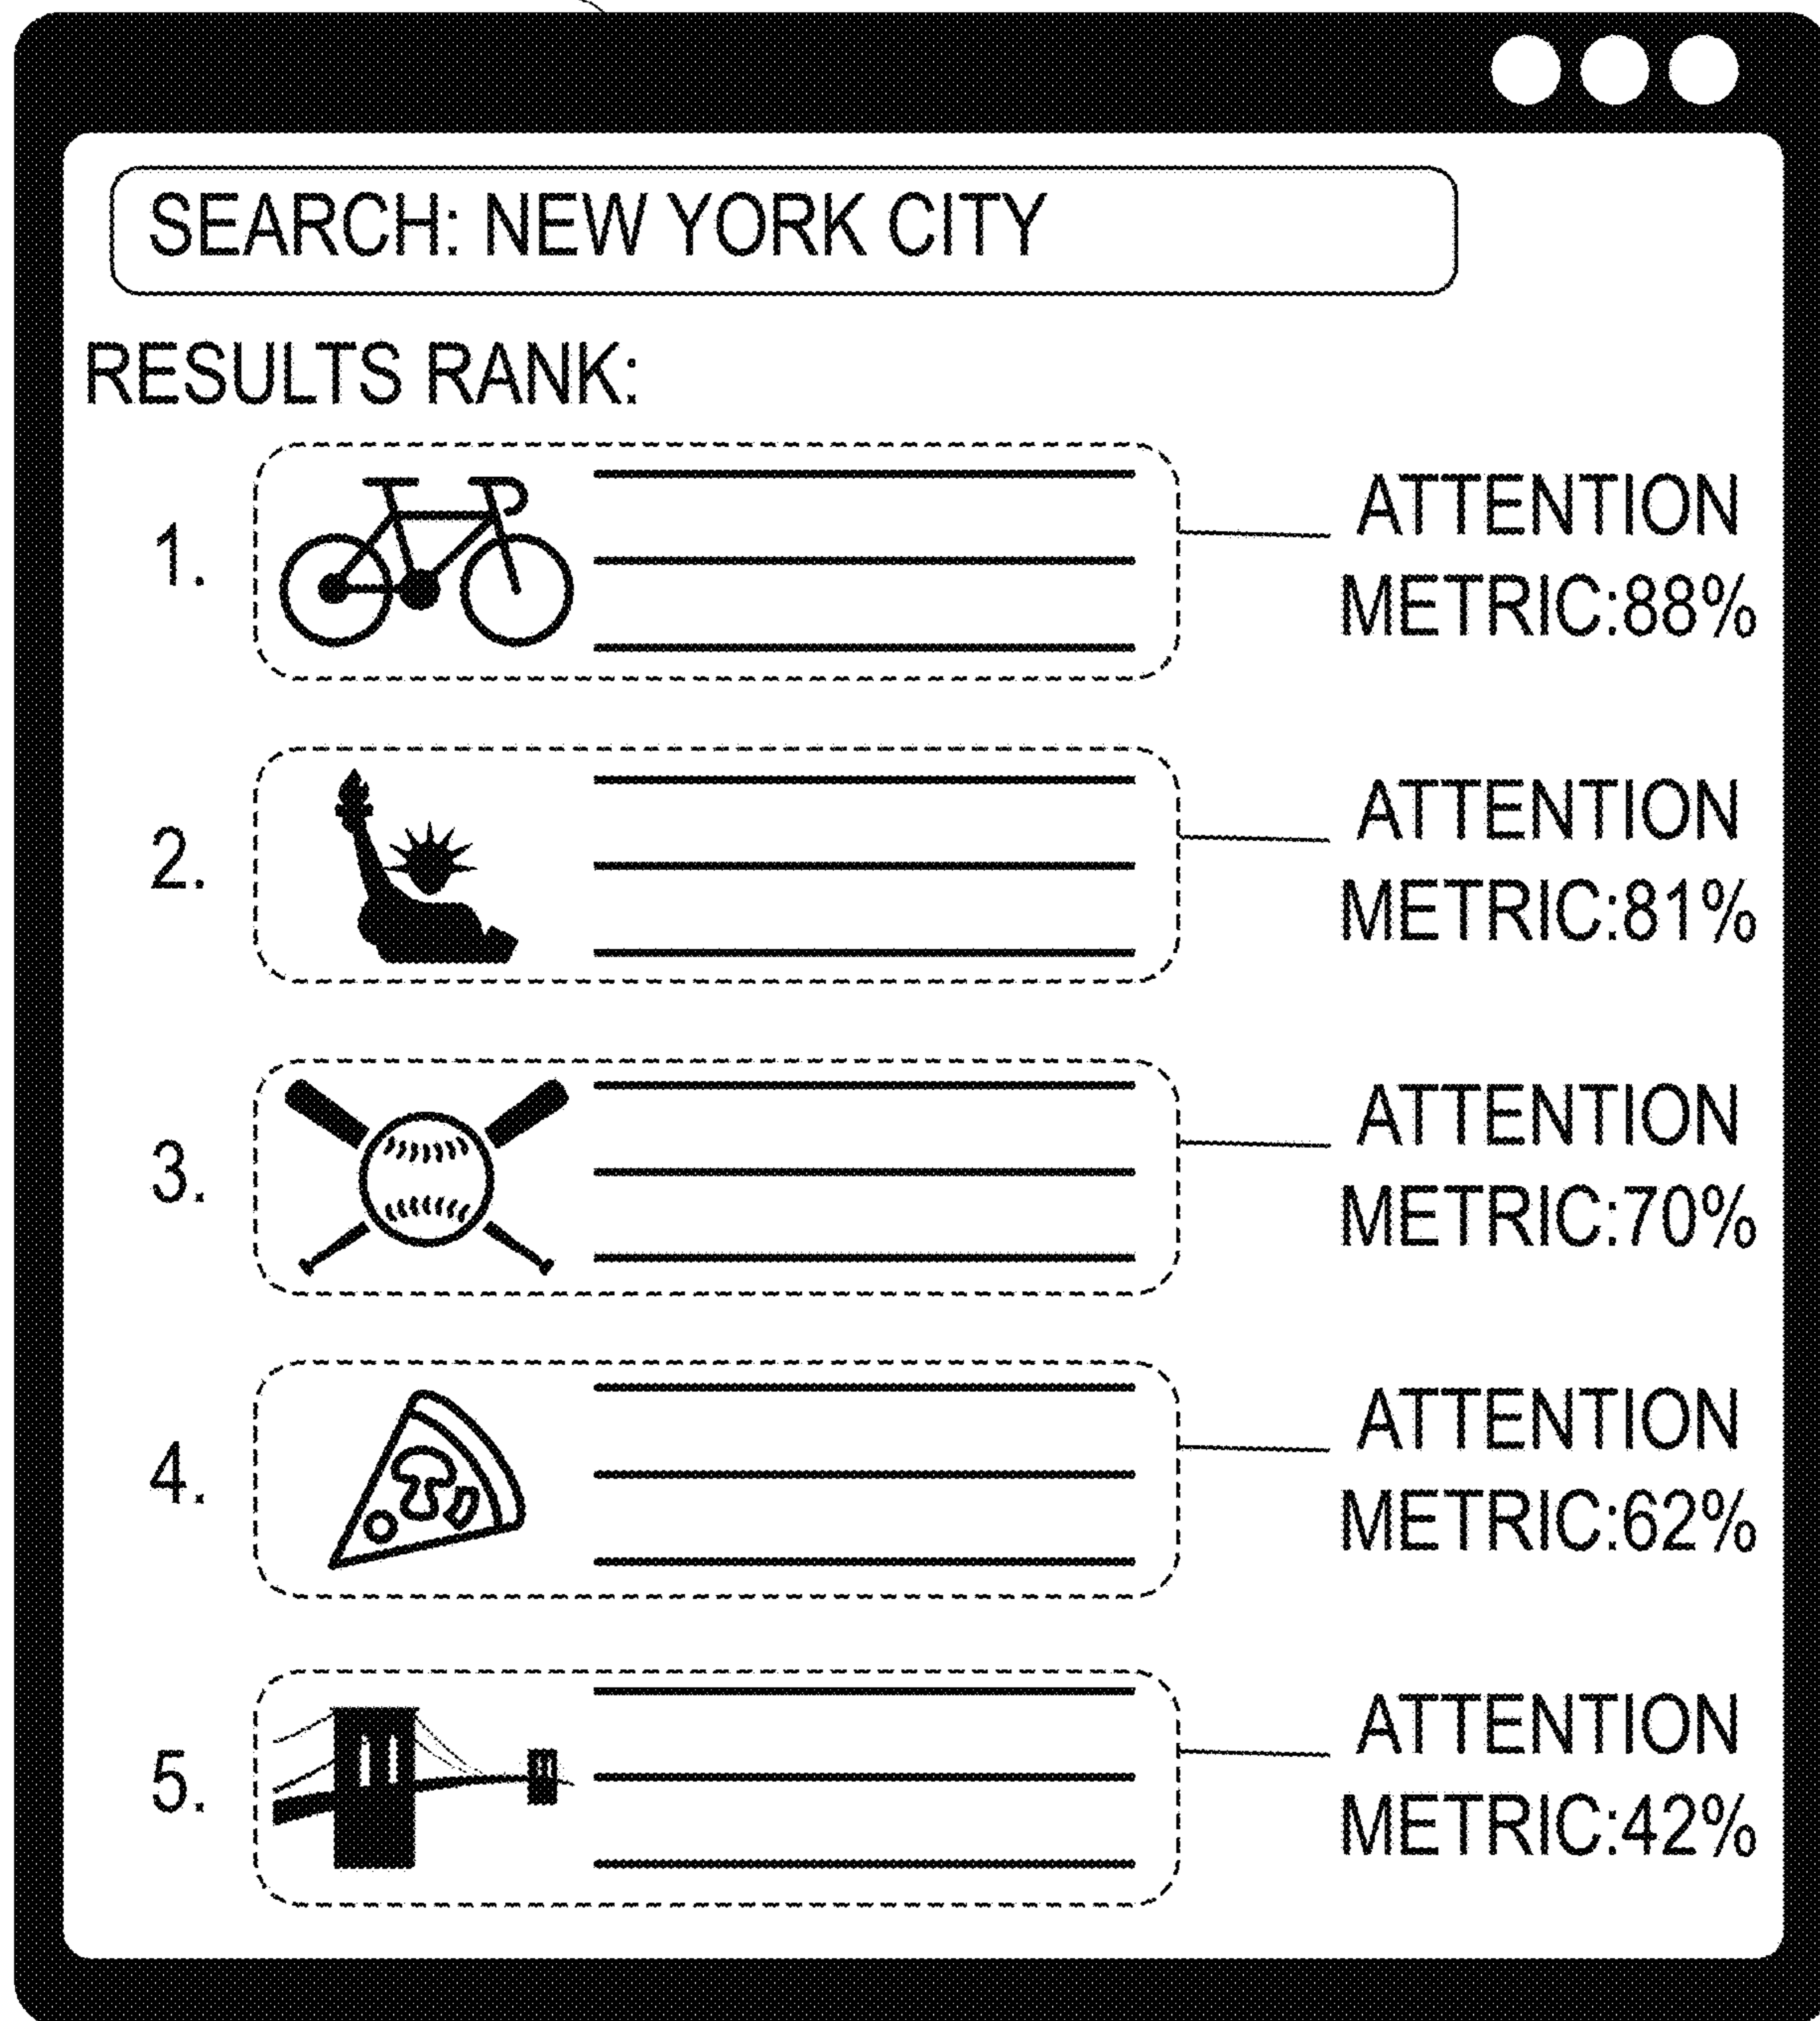 SEARCH: NEW YORK CITY
RESULTS RANK:
1.
ATTENTION
METRIC:88%
2.
ATTENTION
METRIC:81%
3.
ATTENTION
METRIC:70%
4.
ATTENTION
METRIC:62%
5.
ATTENTION
METRIC:42%